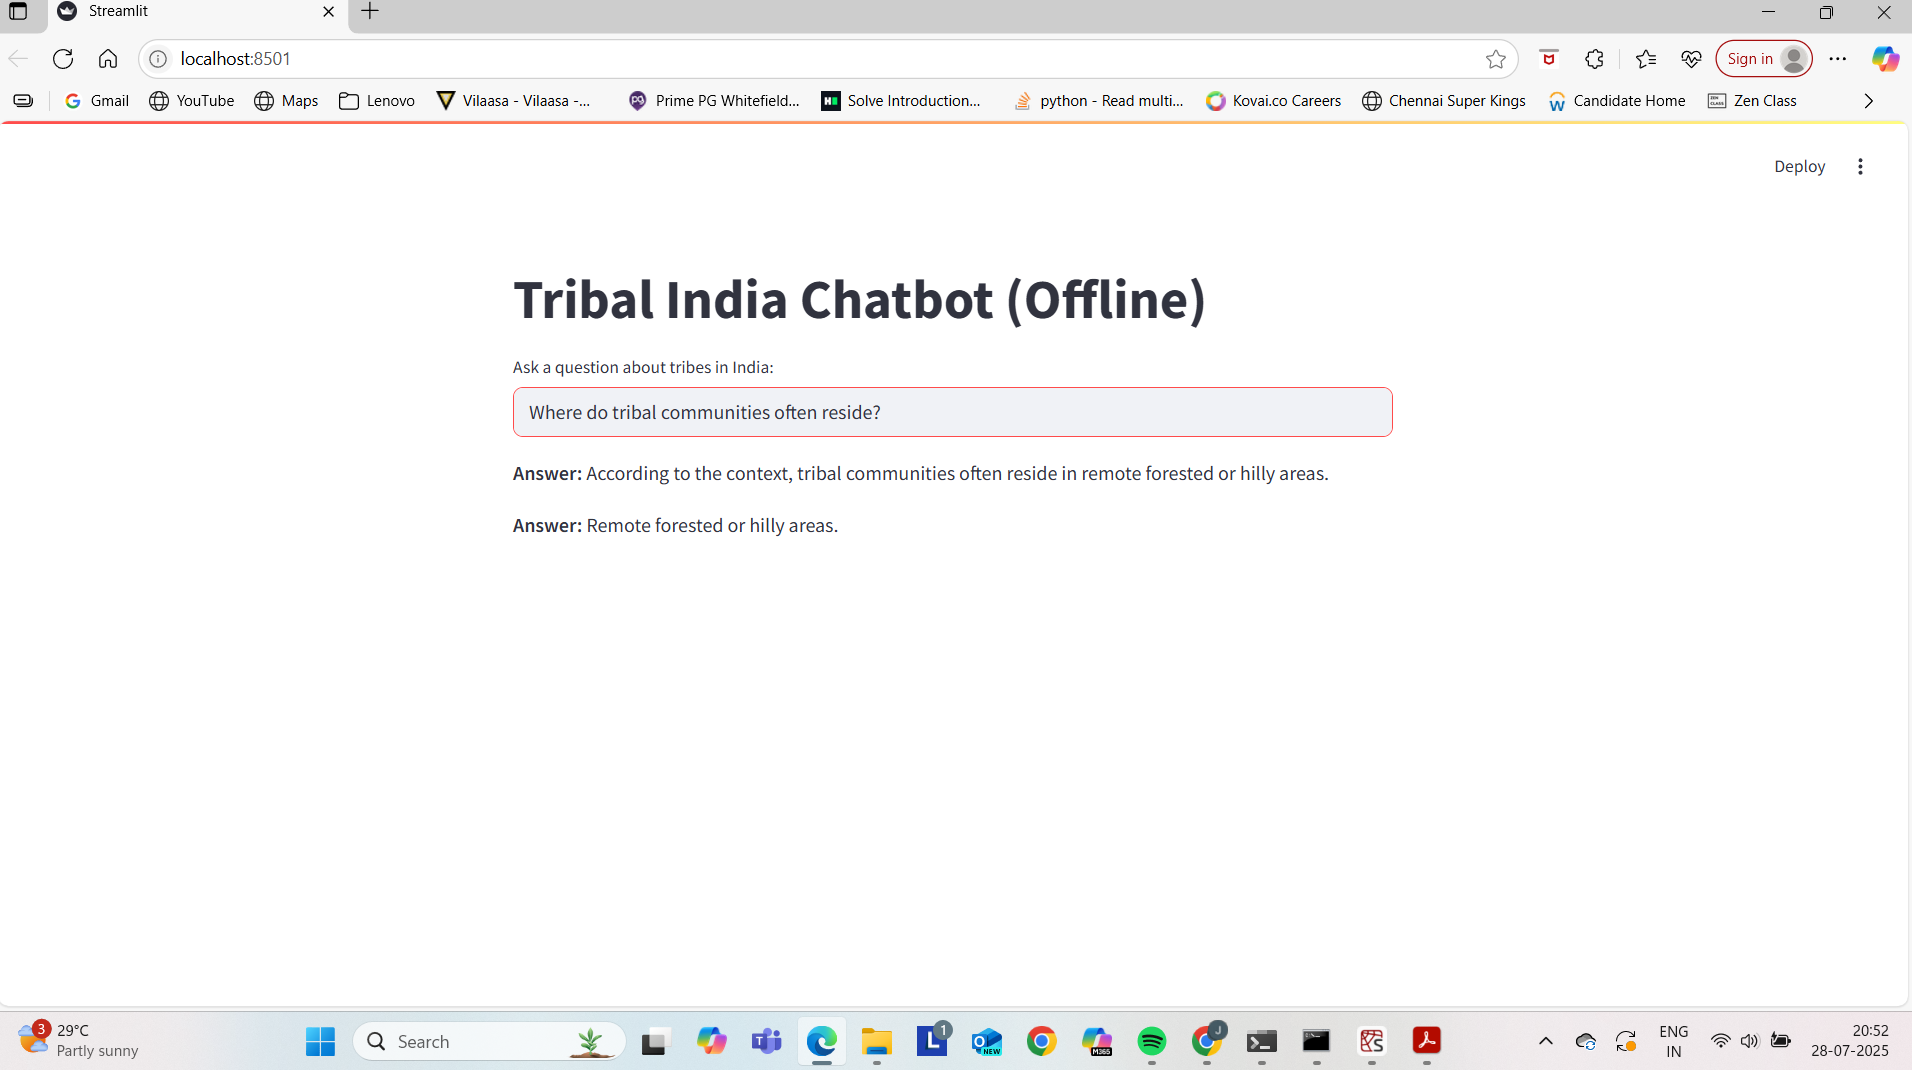 Streamlit
localhost:8501
Sign in
Gmail YouTube Maps Lenovo Vilaasa - Vilaasa -... Prime PG Whitefield... Solve Introduction... python - Read multi... Kovai.co Careers Chennai Super Kings Candidate Home Zen Class
Deploy
Tribal India Chatbot (Offline)
Ask a question about tribes in India:
Where do tribal communities often reside?
Answer: According to the context, tribal communities often reside in remote forested or hilly areas.
Answer: Remote forested or hilly areas.
3 29°C
Partly sunny
Search
1
NEW
M365
J
ENG
IN
20:52
28-07-2025